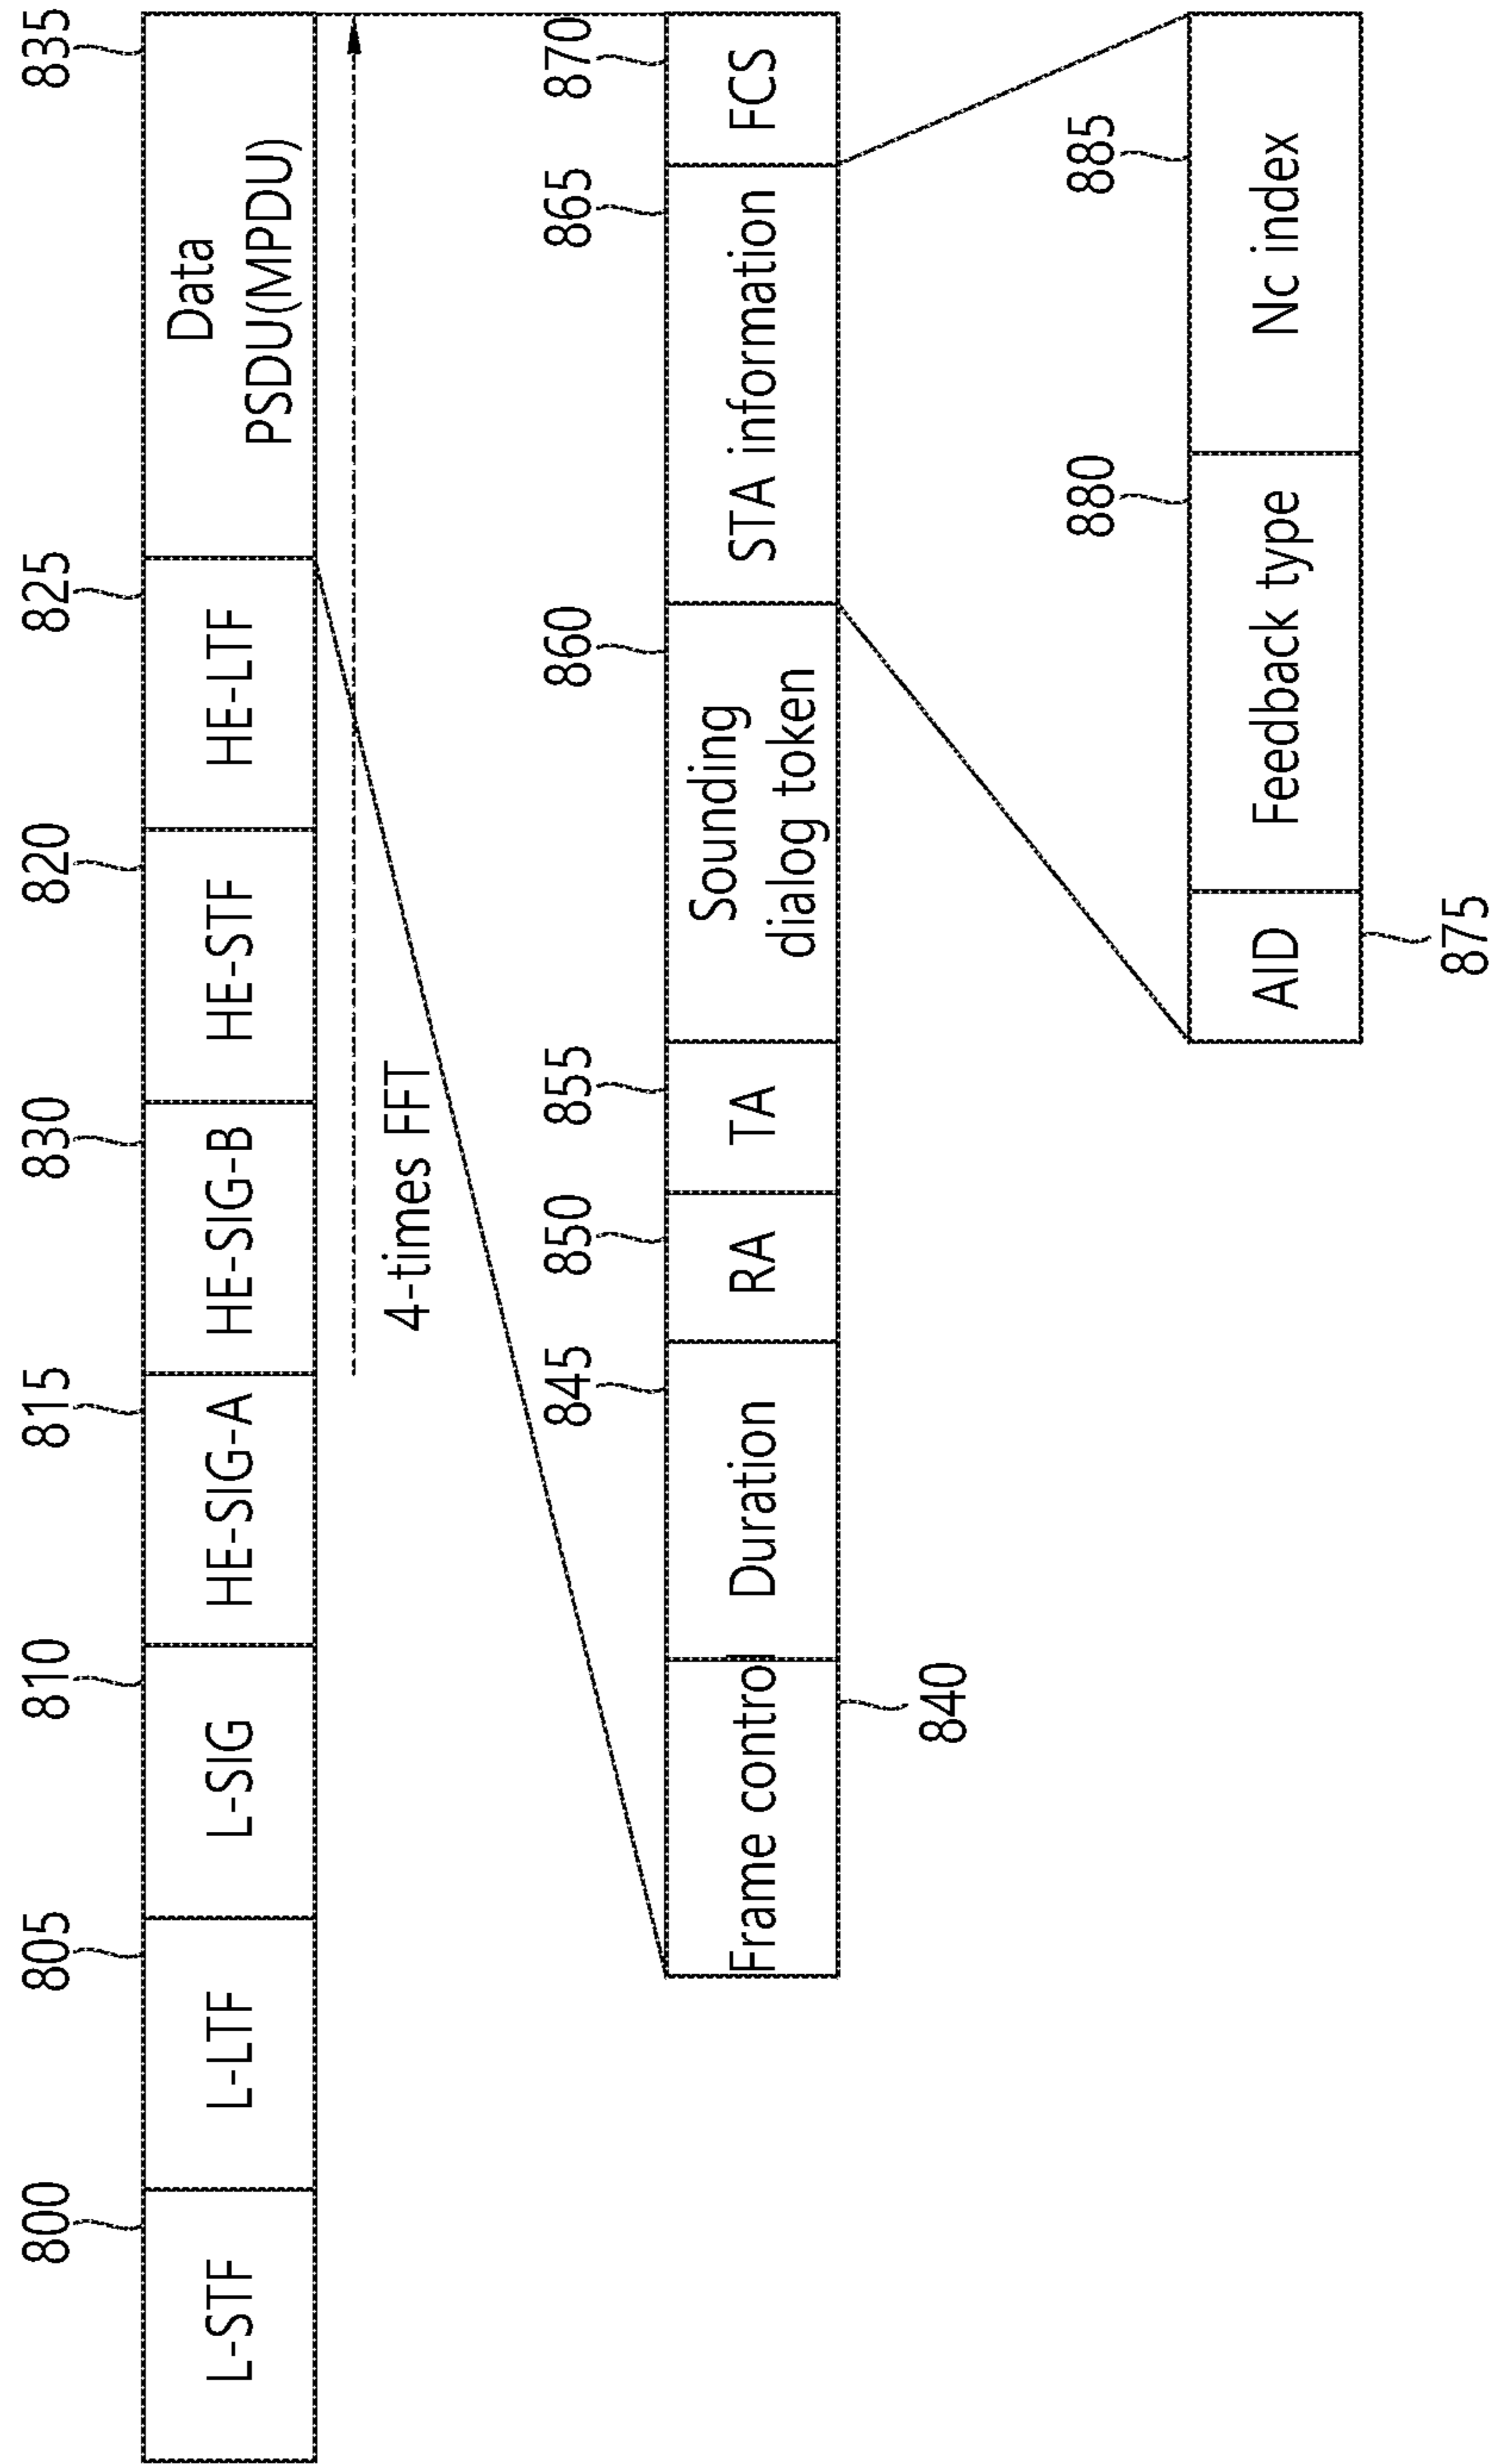 800
805
810
815
830
820
825
835
L-STF
L-LTF
L-SIG
HE-SIG-A
HE-SIG-B
HE-STF
HE-LTF
Data
PSDU(MPDU)
4-times FFT
845
850
855
860
865
870
Frame control
Duration
RA
TA
Sounding
dialog token
STA information
FCS
840
880
885
AID
Feedback type
Nc index
875